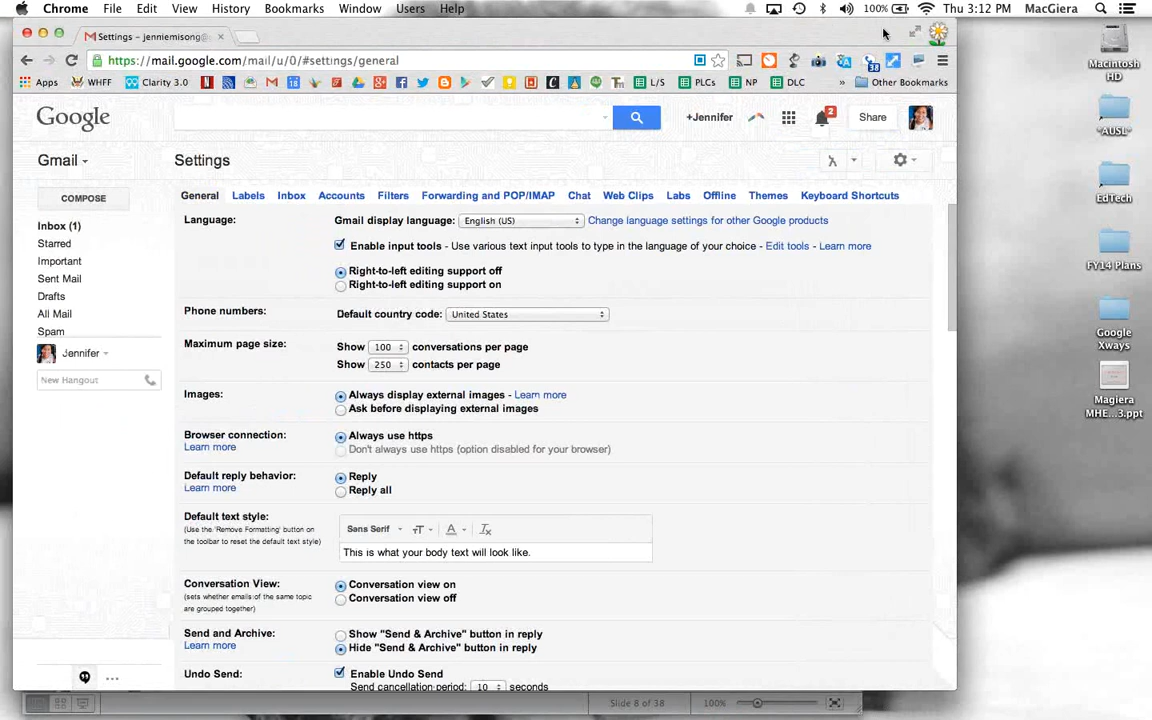 Chrome File Edit View History Bookmarks Window Users Help 100% Thu 3:12 PM MacGiera
Settings - jenniemisong@
https://mail.google.com/mail/u/0/#settings/general
38
Apps WHFF Clarity 3.0 L/S PLCs NP DLC » Other Bookmarks
Google +Jennifer 2 Share
Gmail Settings
COMPOSE
General Labels Inbox Accounts Filters Forwarding and POP/IMAP Chat Web Clips Labs Offline Themes Keyboard Shortcuts
Inbox (1)
Starred
Important
Sent Mail
Drafts
All Mail
Spam
Jennifer
New Hangout
Language: Gmail display language: English (US) Change language settings for other Google products
Enable input tools - Use various text input tools to type in the language of your choice - Edit tools - Learn more
Right-to-left editing support off
Right-to-left editing support on
Phone numbers: Default country code: United States
Maximum page size: Show 100 conversations per page
Show 250 contacts per page
Images: Always display external images - Learn more
Ask before displaying external images
Browser connection: Always use https
Learn more Don't always use https (option disabled for your browser)
Default reply behavior: Reply
Learn more Reply all
Default text style:
(Use the 'Remove Formatting' button on
the toolbar to reset the default text style)
Sans Serif
This is what your body text will look like.
Conversation View: Conversation view on
(sets whether emails of the same topic
are grouped together)
Conversation view off
Send and Archive: Show "Send & Archive" button in reply
Learn more Hide "Send & Archive" button in reply
Undo Send: Enable Undo Send
Send cancellation period: 10 seconds
Slide 8 of 38 100%
Macintosh
HD
*AUSL*
EdTech
FY14 Plans
Google
Xways
Magiera
MHE...3.ppt